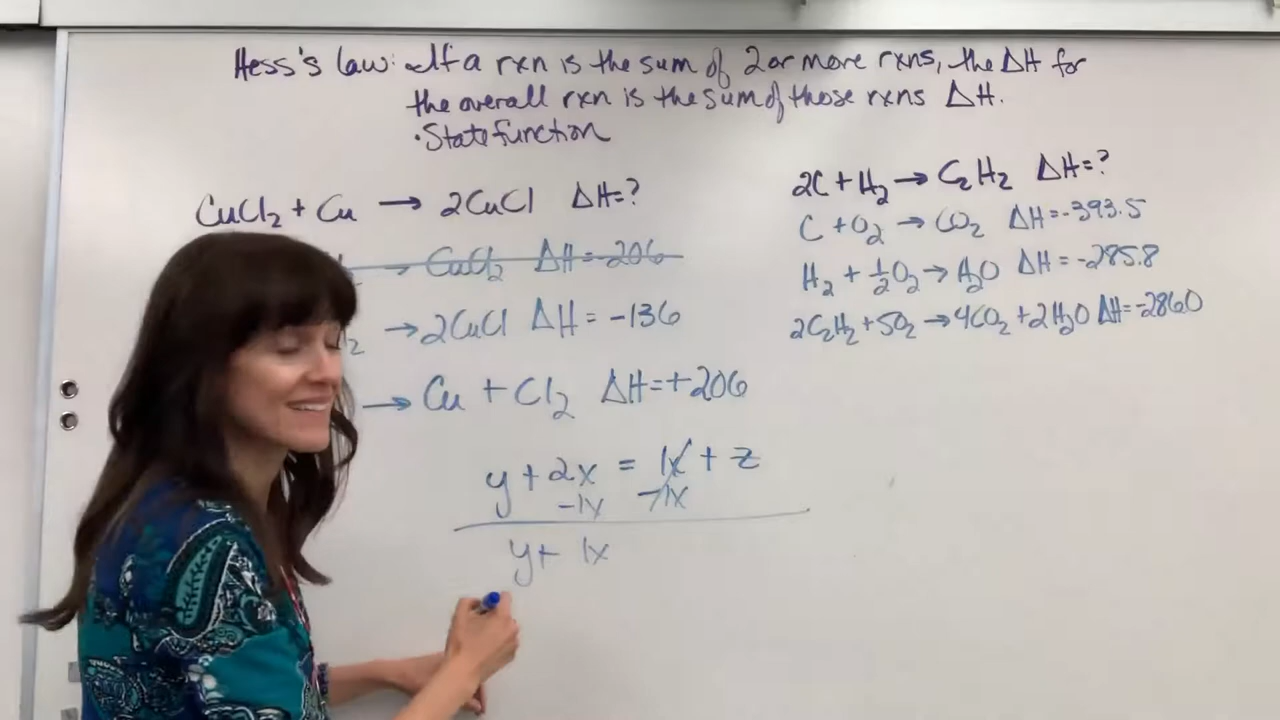 Hess's law: If a rxn is the sum of 2 or more rxns, the ΔH for
the overall rxn is the sum of those rxns ΔH.
• State function
CuCl₂ + Cu → 2CuCl ΔH=?
→ CuCl₂ ΔH=-206
₂ → 2CuCl ΔH = -136
→ Cu + Cl₂ ΔH=+206
y + 2x = 1x + z
-1x -1x
y + 1x
2C + H₂ → C₂H₂ ΔH=?
C + O₂ → CO₂ ΔH=-393.5
H₂ + ½O₂ → H₂O ΔH = -285.8
2C₂H₂ + 5O₂ → 4CO₂ + 2H₂O ΔH=-2860